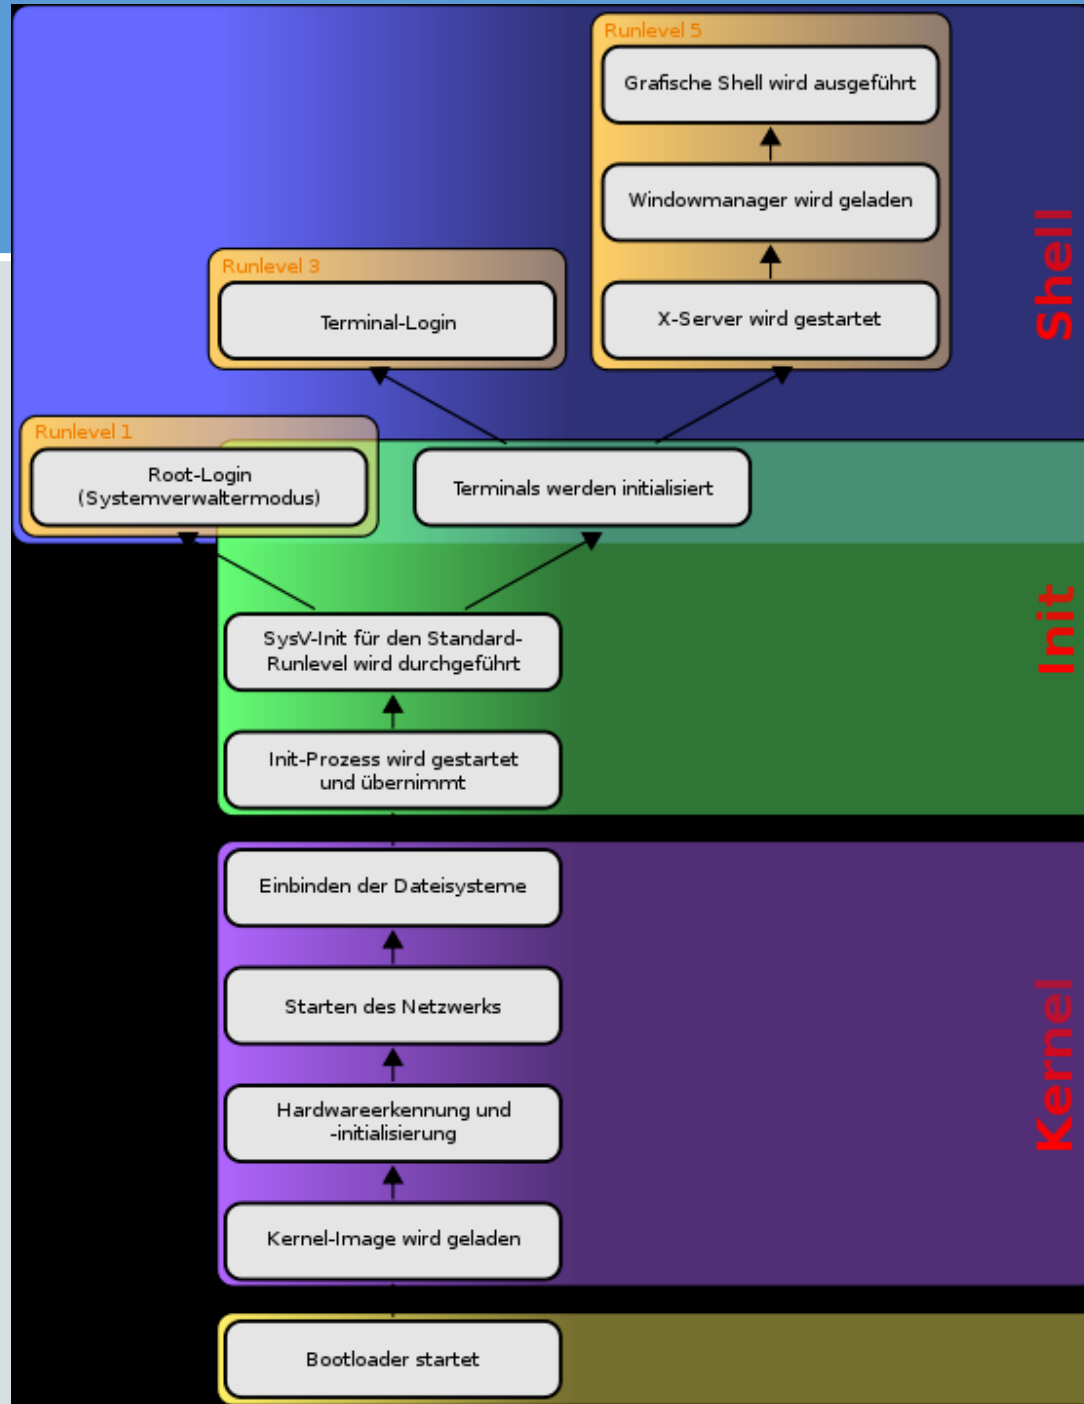 Runlevel 5
Grafische Shell wird ausgeführt
Windowmanager wird geladen
X-Server wird gestartet
Runlevel 3
Terminal-Login
Shell
Runlevel 1
Root-Login
(Systemverwaltermodus)
Terminals werden initialisiert
SysV-Init für den Standard-
Runlevel wird durchgeführt
Init
Init-Prozess wird gestartet
und übernimmt
Einbinden der Dateisysteme
Starten des Netzwerks
Kernel
Hardwareerkennung und
-initialisierung
Kernel-Image wird geladen
Bootloader startet